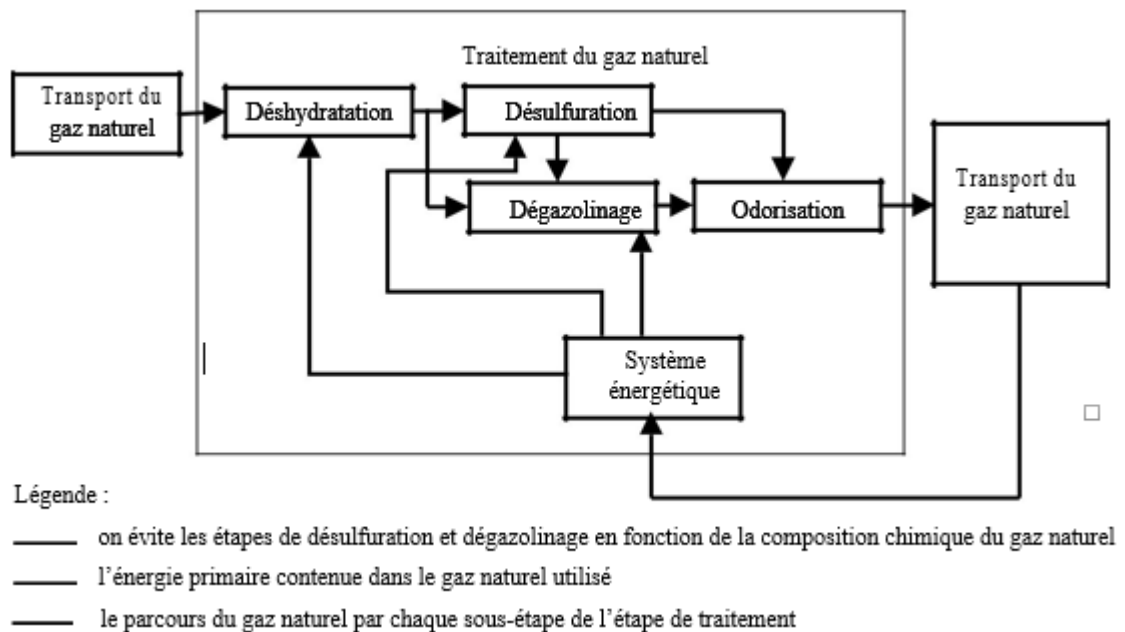 Traitement du gaz naturel
Transport du
gaz naturel
Déshydratation
Désulfuration
Dégazolinage
Odorisation
Transport du
gaz naturel
Système
énergétique
Légende :
on évite les étapes de désulfuration et dégazolinage en fonction de la composition chimique du gaz naturel
l’énergie primaire contenue dans le gaz naturel utilisé
le parcours du gaz naturel par chaque sous-étape de l’étape de traitement